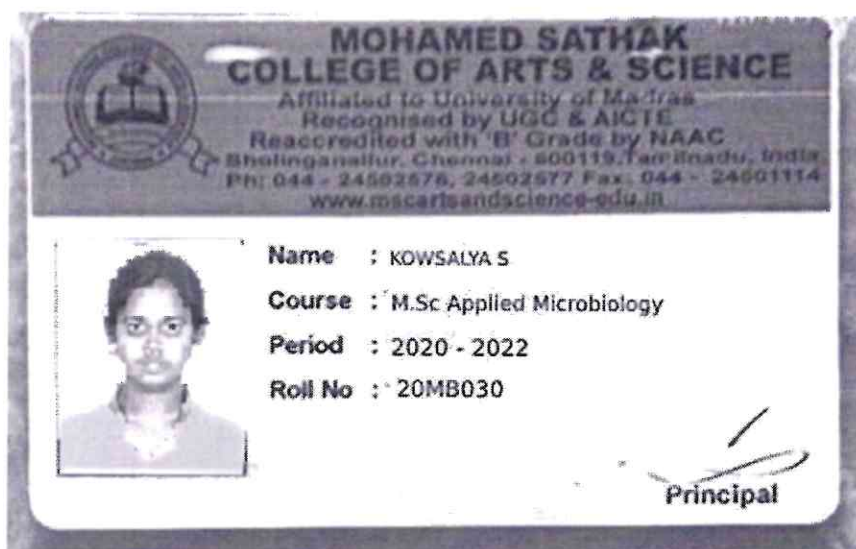 MOHAMED SATHAK
COLLEGE OF ARTS & SCIENCE
Affiliated to University of Madras
Recognised by UGC & AICTE
Reaccredited with 'B' Grade by NAAC
Sholinganallur, Chennai - 600119, Tamilnadu, India
Ph: 044 - 24502576, 24502577 Fax: 044 -
www.mscartsandscience-edu.in
Name : KOWSALYA S
Course : M.Sc Applied Microbiology
Period : 2020 - 2022
Roll No : 20MB030
Principal